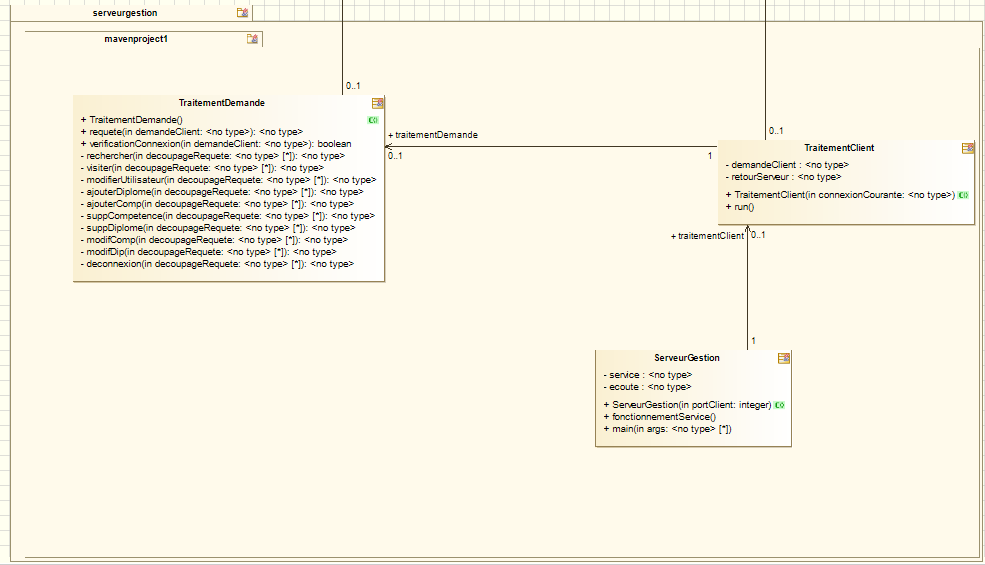 serveurgestion
mavenproject1
0..1
TraitementDemande
+ TraitementDemande()
+ requete(in demandeClient: <no type>): <no type>
+ verificationConnexion(in demandeClient: <no type>): boolean
- rechercher(in decoupageRequete: <no type> [*]): <no type>
- visiter(in decoupageRequete: <no type> [*]): <no type>
- modifierUtilisateur(in decoupageRequete: <no type> [*]): <no type>
- ajouterDiplome(in decoupageRequete: <no type> [*]): <no type>
- ajouterComp(in decoupageRequete: <no type> [*]): <no type>
- suppCompetence(in decoupageRequete: <no type> [*]): <no type>
- suppDiplome(in decoupageRequete: <no type> [*]): <no type>
- modifComp(in decoupageRequete: <no type> [*]): <no type>
- modifDip(in decoupageRequete: <no type> [*]): <no type>
- deconnexion(in decoupageRequete: <no type> [*]): <no type>
+ traitementDemande
0..1
1
0..1
TraitementClient
- demandeClient : <no type>
- retourServeur : <no type>
+ TraitementClient(in connexionCourante: <no type>)
+ run()
+ traitementClient
0..1
1
ServeurGestion
- service : <no type>
- ecoute : <no type>
+ ServeurGestion(in portClient: integer)
+ fonctionnementService()
+ main(in args: <no type> [*])